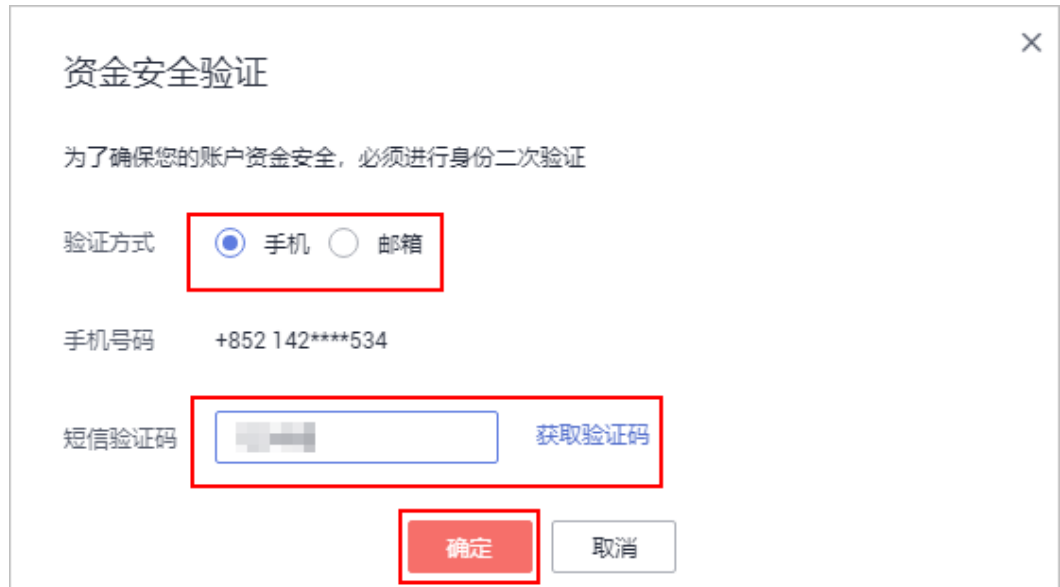 资金安全验证
为了确保您的账户资金安全，必须进行身份二次验证
验证方式 手机 邮箱
手机号码 +852 142****534
短信验证码 获取验证码
确定 取消